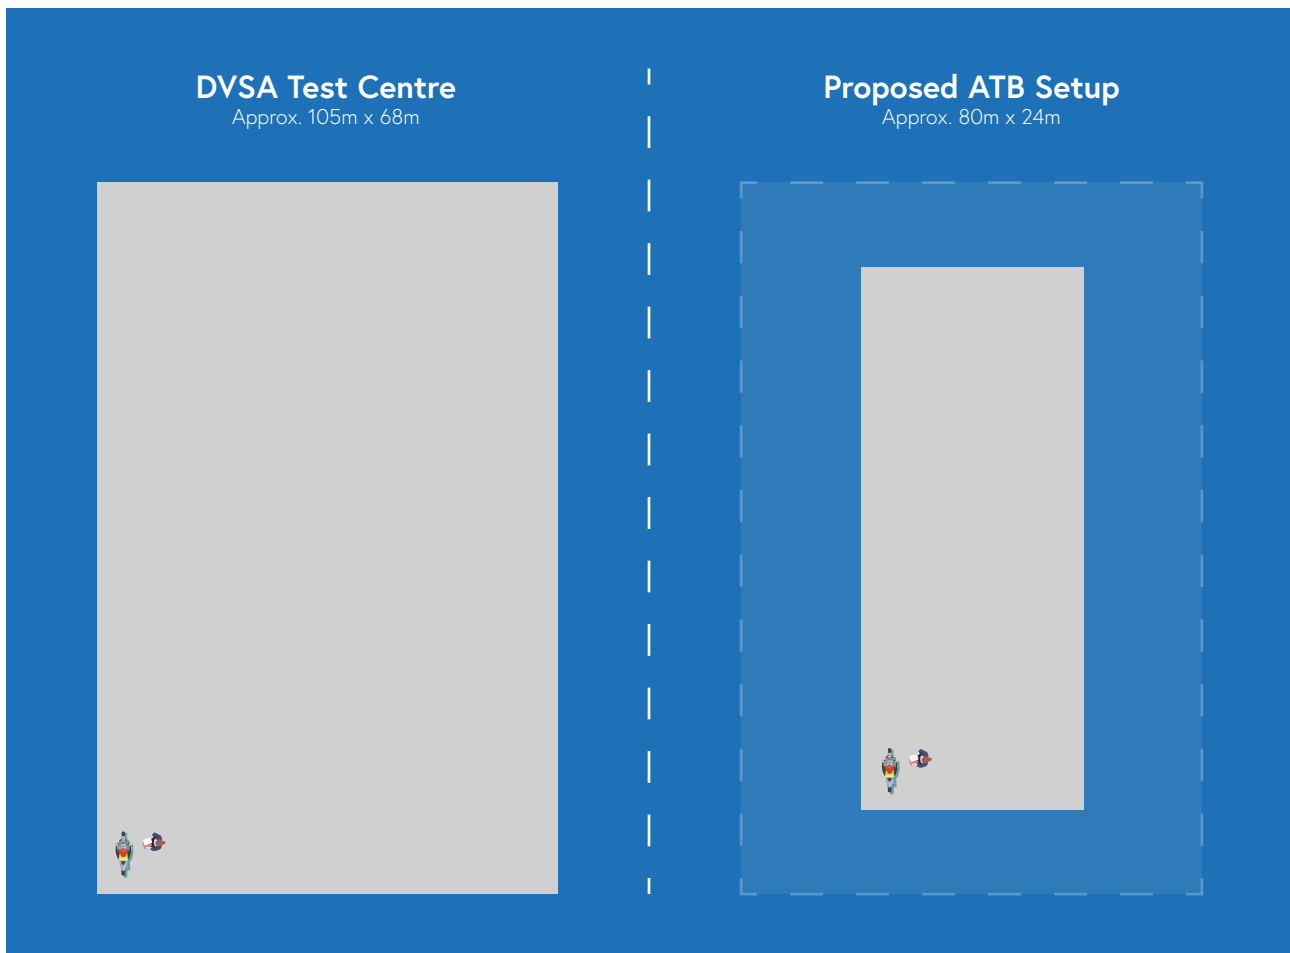 DVSA Test Centre
Approx. 105m x 68m
Proposed ATB Setup
Approx. 80m x 24m